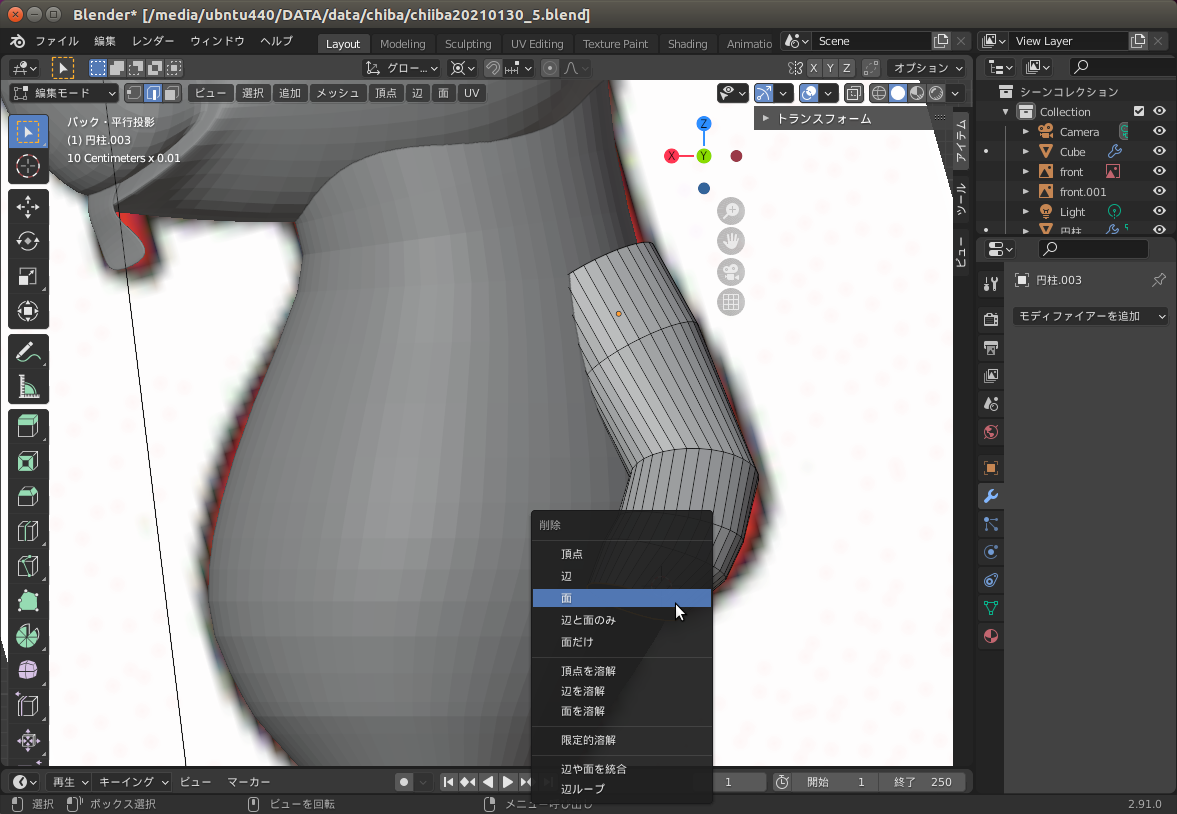 Blender* [/media/ubntu440/DATA/data/chiba/chiiba20210130_5.blend]
ファイル 編集 レンダー ウィンドウ ヘルプ Layout Modeling Sculpting UV Editing Texture Paint Shading Animatio Scene View Layer
グロー... X Y Z オプション
編集モード ビュー 選択 追加 メッシュ 頂点 辺 面 UV
トランスフォーム
バック・平行投影
(1) 円柱.003
10 Centimeters x 0.01
Z
X
Y
アイテム
ツール
ビュー
シーンコレクション
Collection
Camera
Cube
front
front.001
Light
円柱
5
円柱.003
モディファイアーを追加
削除
頂点
辺
面
辺と面のみ
面だけ
頂点を溶解
辺を溶解
面を溶解
限定的溶解
辺や面を統合
辺ループ
再生 キーイング ビュー マーカー 1 開始 1 終了 250
選択 ボックス選択 ビューを回転 メニュー呼び出し 2.91.0